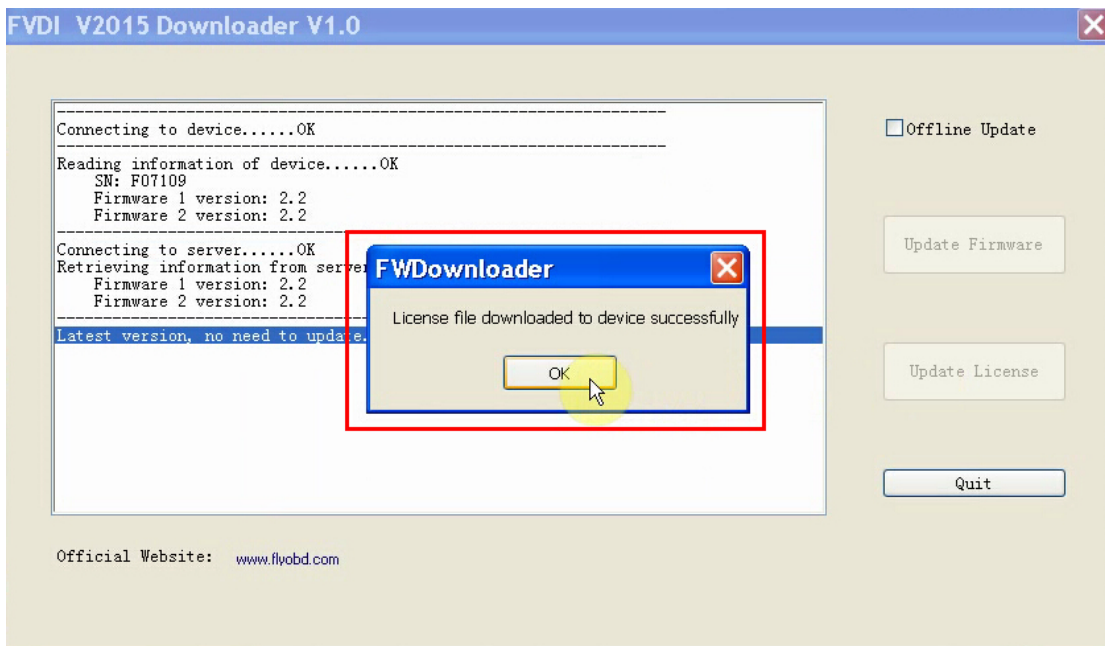 FVDI V2015 Downloader V1.0
Connecting to device......OK
Offline Update
Reading information of device......OK
SN: F07109
Firmware 1 version: 2.2
Firmware 2 version: 2.2
Update Firmware
Connecting to server......OK
Retrieving information from server
Firmware 1 version: 2.2
Firmware 2 version: 2.2
Latest version, no need to update.
FWDownloader
License file downloaded to device successfully
OK
Update License
Quit
Official Website: www.flyobd.com